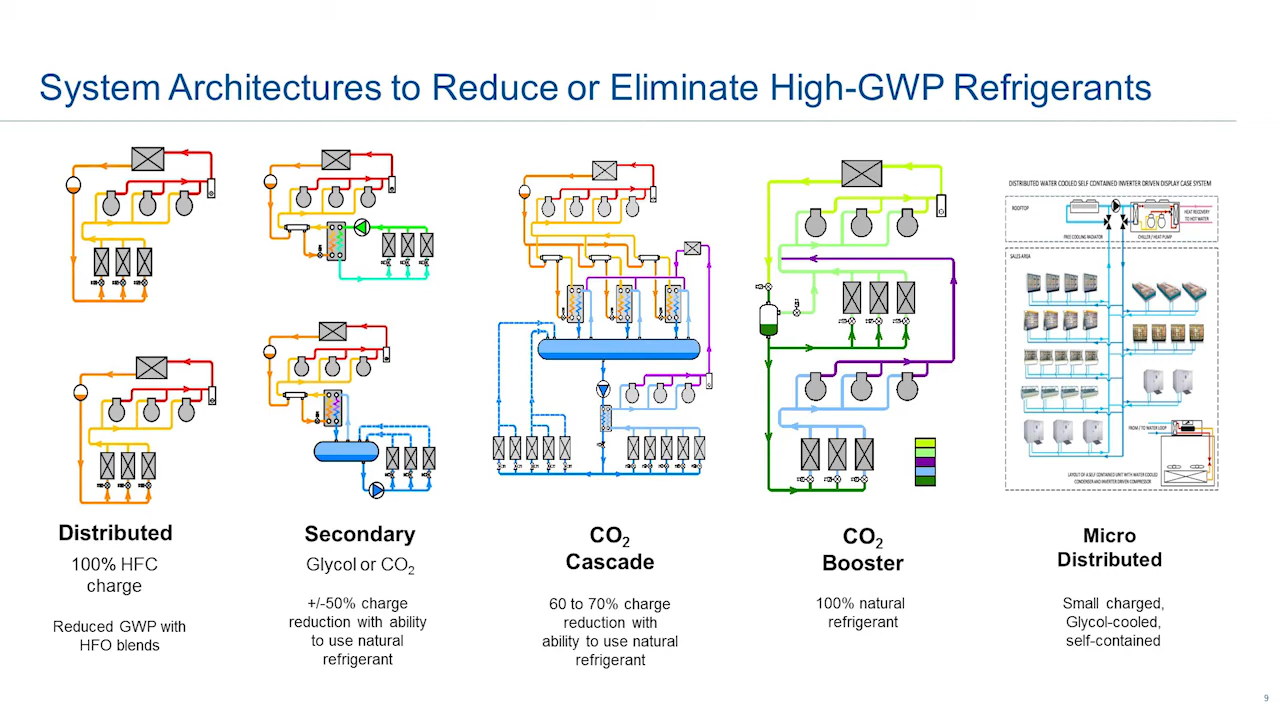 System Architectures to Reduce or Eliminate High-GWP Refrigerants
Distributed
100% HFC
charge
Reduced GWP with
HFO blends
Secondary
Glycol or CO2
+/-50% charge
reduction with ability
to use natural
refrigerant
CO2
Cascade
60 to 70% charge
reduction with
ability to use natural
refrigerant
CO2
Booster
100% natural
refrigerant
DISTRIBUTED WATER COOLED SELF CONTAINED INVERTER DRIVEN DISPLAY CASE SYSTEM
ROOFTOP
FREE COOLING RADIATOR
CHILLER / HEAT PUMP
HEAT RECOVERY
TO HOT WATER
SALES AREA
FROM / TO WATER LOOP
LAYOUT OF A SELF CONTAINED UNIT WITH WATER COOLED
CONDENSER AND INVERTER DRIVEN COMPRESSOR
Micro
Distributed
Small charged,
Glycol-cooled,
self-contained
9